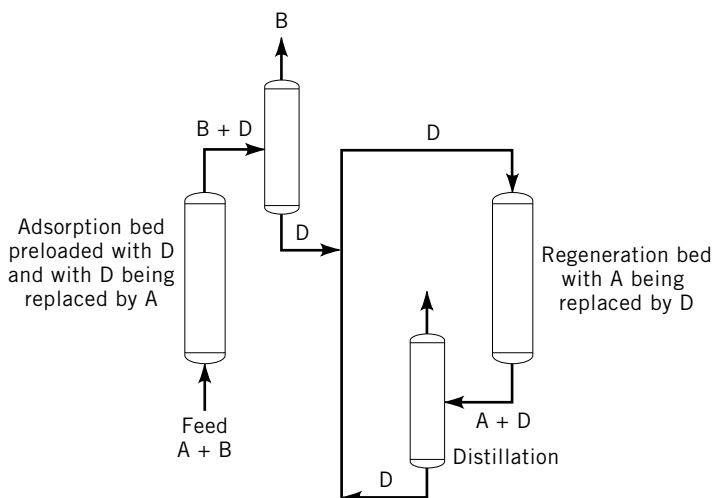 B
B + D
D
Adsorption bed
preloaded with D
and with D being
replaced by A
D
Regeneration bed
with A being
replaced by D
Feed
A + B
A + D
Distillation
D